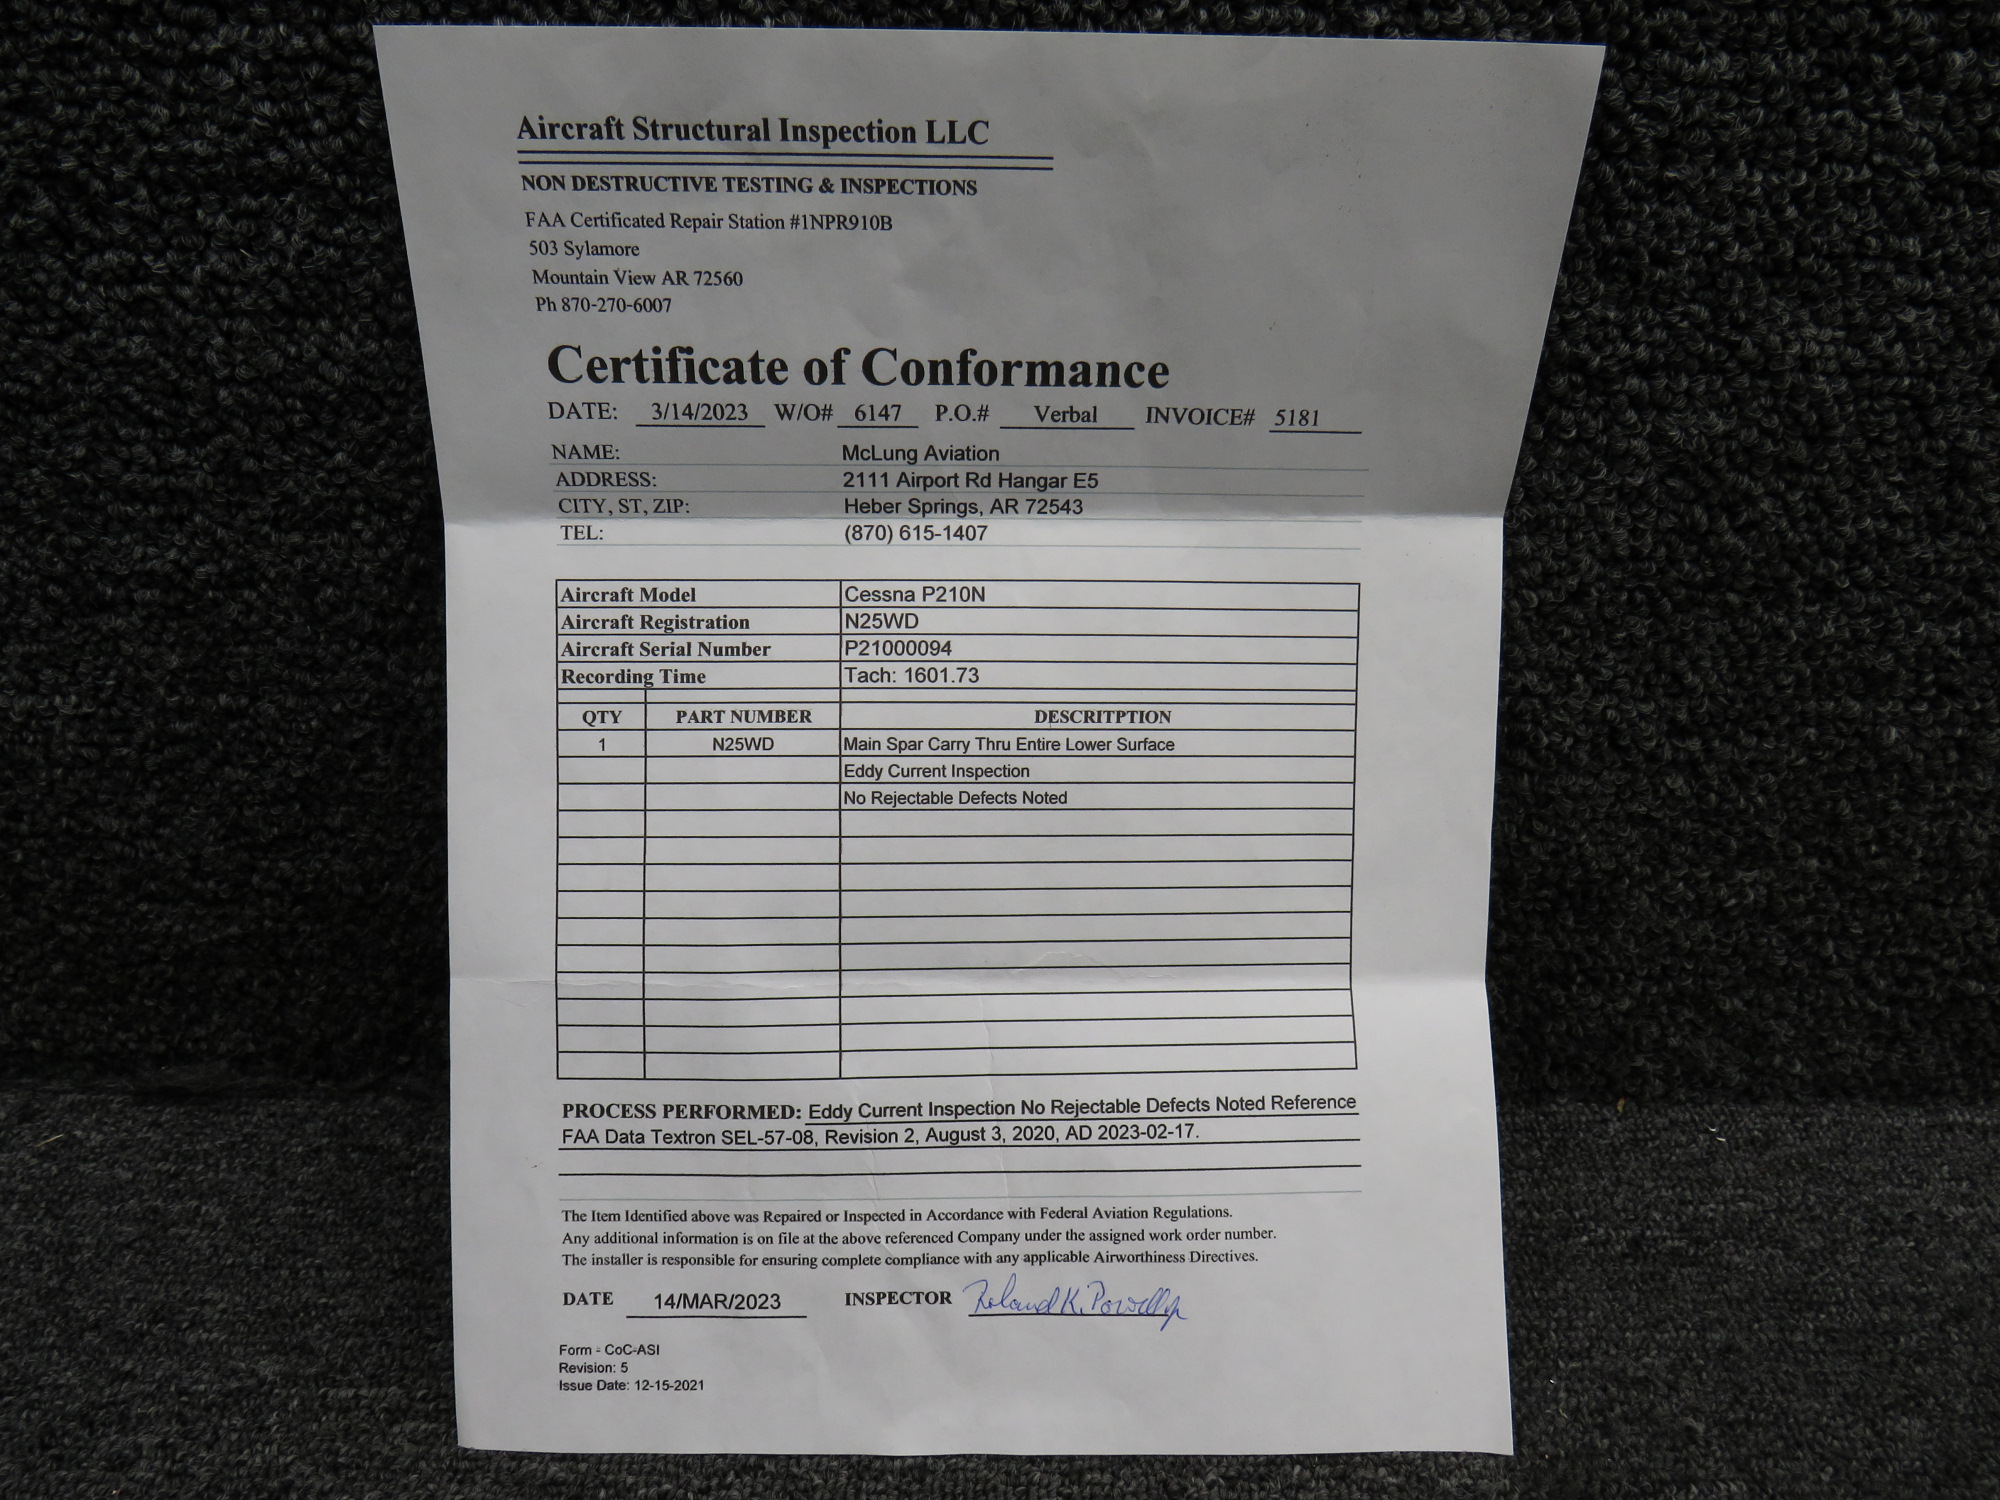 Aircraft Structural Inspection LLC
NON DESTRUCTIVE TESTING & INSPECTIONS
FAA Certificated Repair Station #1NPR910B
503 Sylamore
Mountain View AR 72560
Ph 870-270-6007
Certificate of Conformance
DATE: 3/14/2023 W/O# 6147 P.O.# Verbal INVOICE# 5181
NAME: McLung Aviation
ADDRESS: 2111 Airport Rd Hangar E5
CITY, ST, ZIP: Heber Springs, AR 72543
TEL: (870) 615-1407
Aircraft Model Cessna P210N
Aircraft Registration N25WD
Aircraft Serial Number P21000094
Recording Time Tach: 1601.73
QTY PART NUMBER DESCRITPTION
1 N25WD Main Spar Carry Thru Entire Lower Surface
Eddy Current Inspection
No Rejectable Defects Noted
PROCESS PERFORMED: Eddy Current Inspection No Rejectable Defects Noted Reference
FAA Data Textron SEL-57-08, Revision 2, August 3, 2020, AD 2023-02-17.
The Item Identified above was Repaired or Inspected in Accordance with Federal Aviation Regulations.
Any additional information is on file at the above referenced Company under the assigned work order number.
The installer is responsible for ensuring complete compliance with any applicable Airworthiness Directives.
DATE 14/MAR/2023 INSPECTOR Roland K.
Form - CoC-ASI
Revision: 5
Issue Date: 12-15-2021